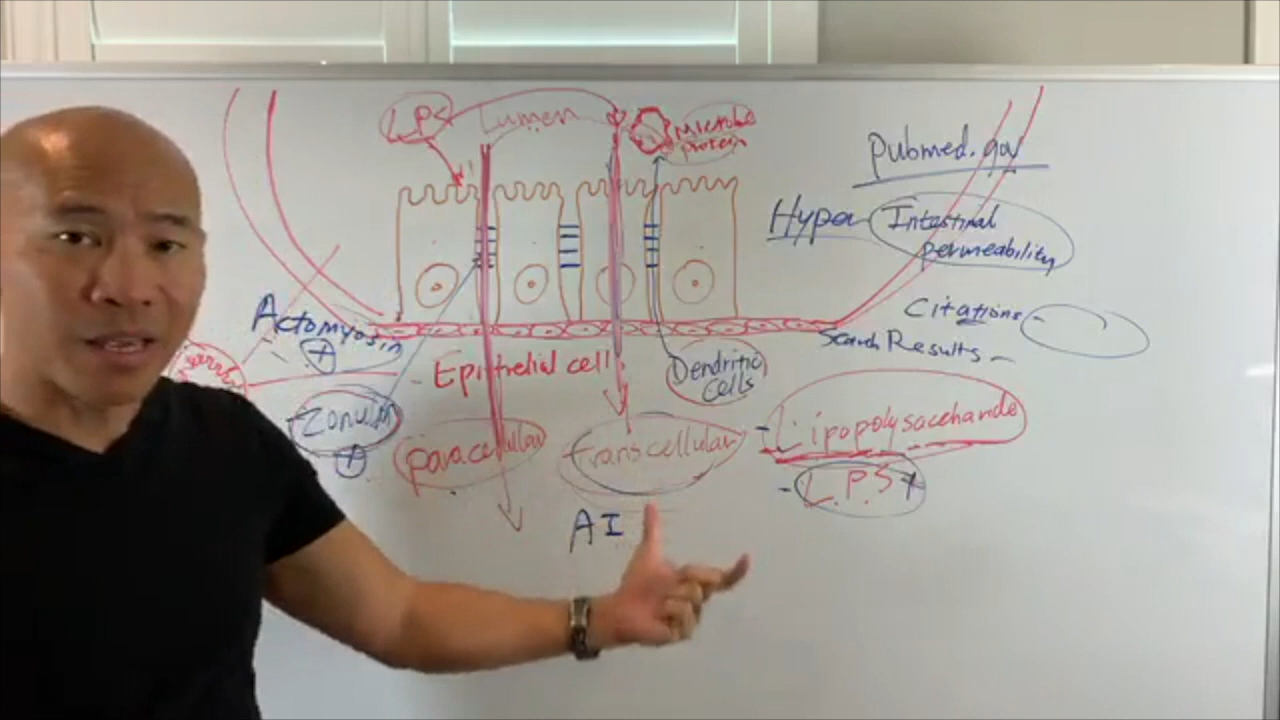 LPS
Lumen
Microbe
protein
Pubmed.gov
Hyper Intestinal
permeability
Citations -
Actomyosin
+
Search Results -
Epithelial cell
Dendritic
cells
Zonulin
+
paracellular
transcellular
- Lipopolysaccharide
- L.P.S +
AI